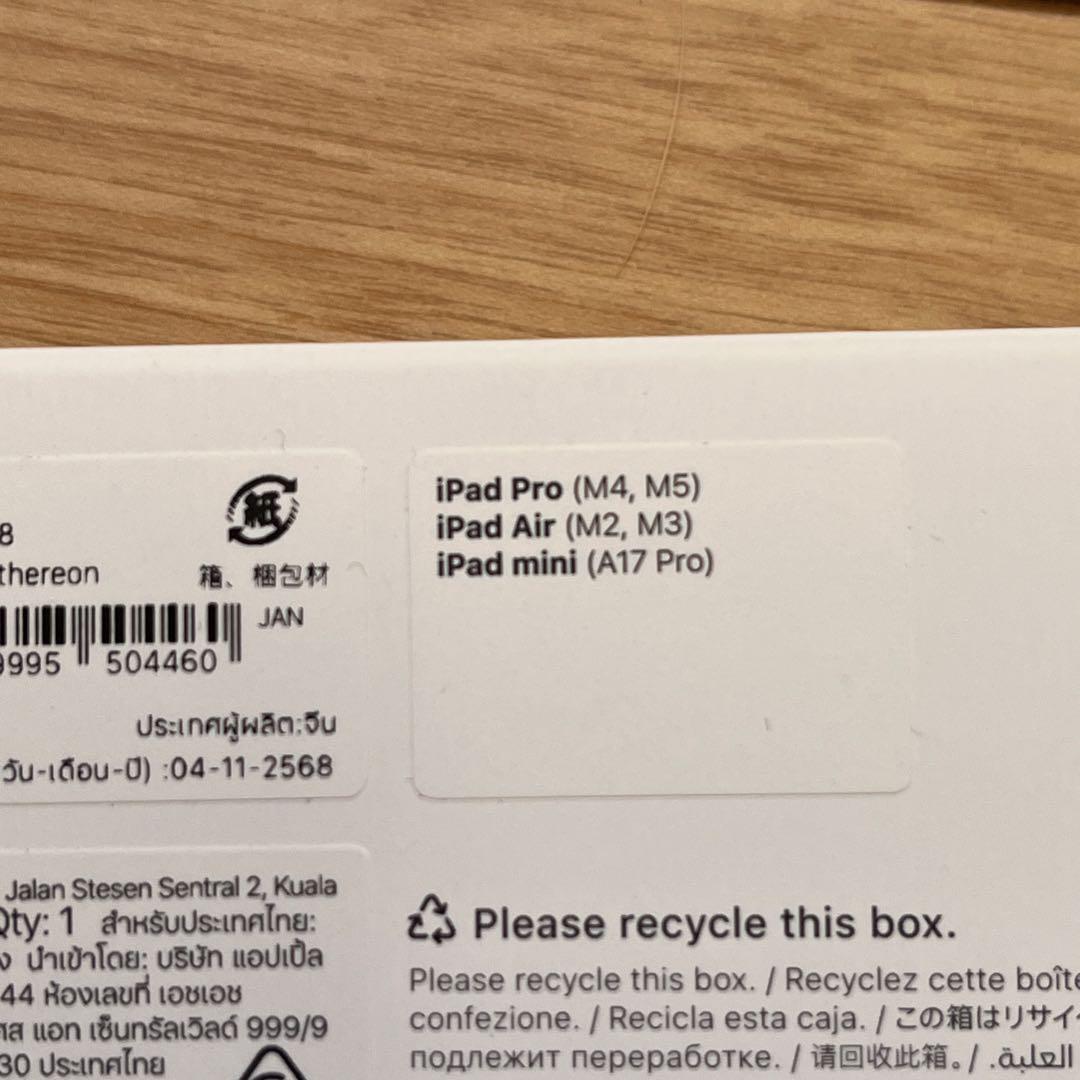 8
thereon
紙
箱、梱包材
JAN
9995 504460
ประเทศผู้ผลิต:จีน
วัน-เดือน-ปี) :04-11-2568
iPad Pro (M4, M5)
iPad Air (M2, M3)
iPad mini (A17 Pro)
Jalan Stesen Sentral 2, Kuala
Qty: 1 สำหรับประเทศไทย:
ง นำเข้าโดย: บริษัท แอปเปิ้ล
44 ห้องเลขที่ เอชเอช
ศส แอท เซ็นทรัลเวิลด์ 999/9
30 ประเทศไทย
Please recycle this box.
Please recycle this box. / Recyclez cette boîte
confezione. / Recicla esta caja. / この箱はリサイ
подлежит переработке. / 请回收此箱。/ العلبة.